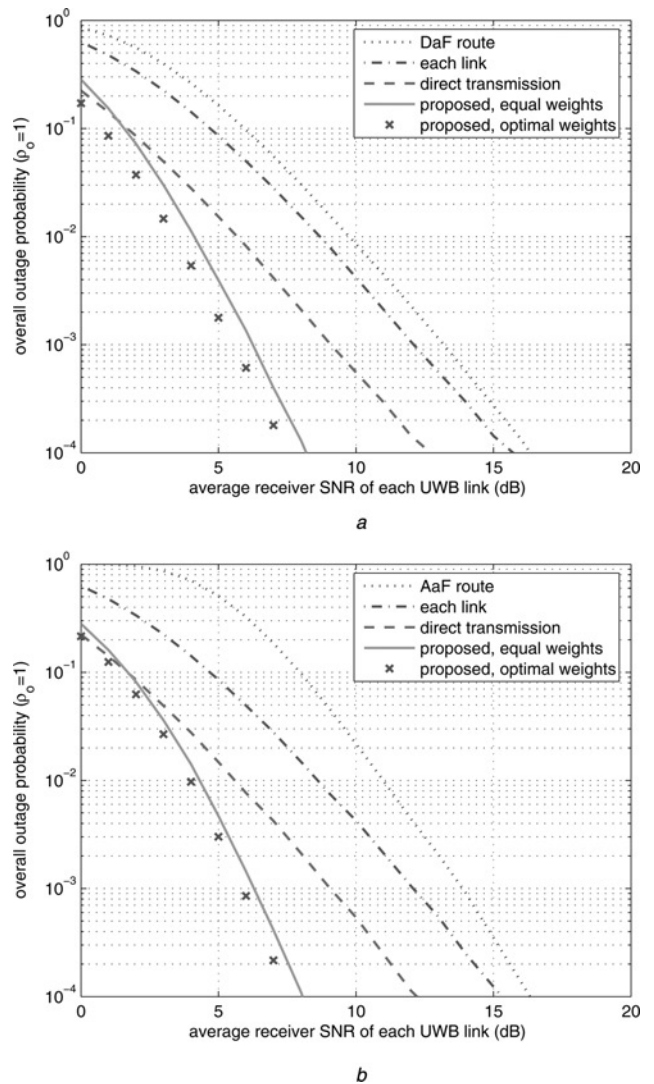 10⁰
10⁻¹
10⁻²
10⁻³
10⁻⁴
overall outage probability (ρₒ=1)
DaF route
each link
direct transmission
proposed, equal weights
proposed, optimal weights
0 5 10 15 20
average receiver SNR of each UWB link (dB)
a
10⁰
10⁻¹
10⁻²
10⁻³
10⁻⁴
overall outage probability (ρₒ=1)
AaF route
each link
direct transmission
proposed, equal weights
proposed, optimal weights
0 5 10 15 20
average receiver SNR of each UWB link (dB)
b